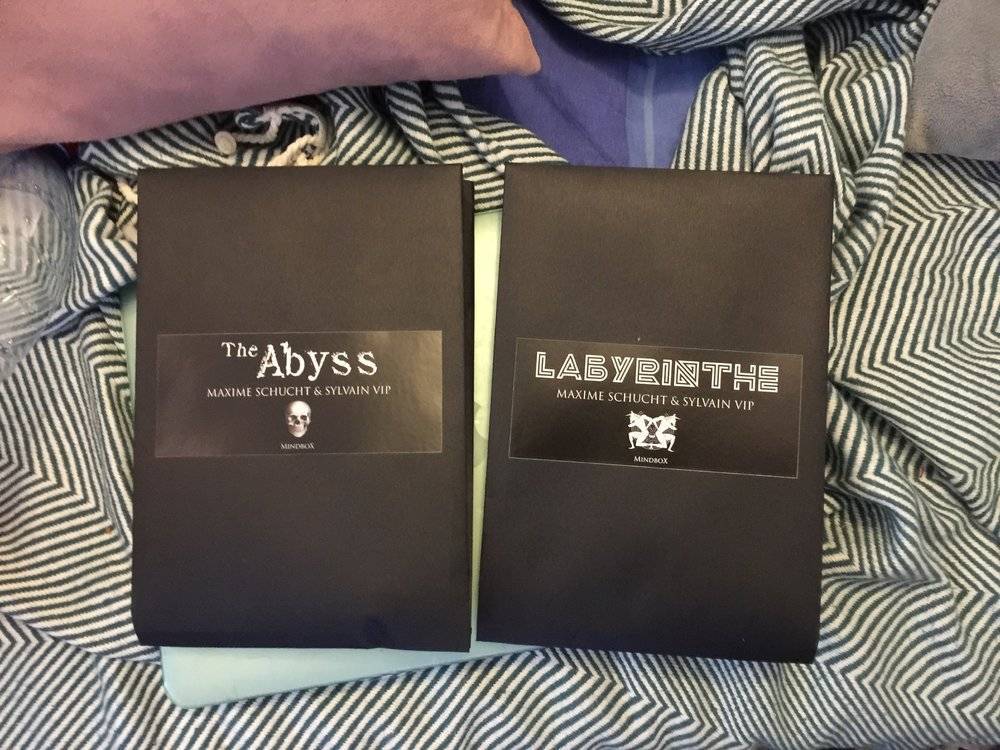 The Abyss
MAXIME SCHUCHT & SYLVAIN VIP
MINDBOX
LABYRINTHE
MAXIME SCHUCHT & SYLVAIN VIP
MINDBOX